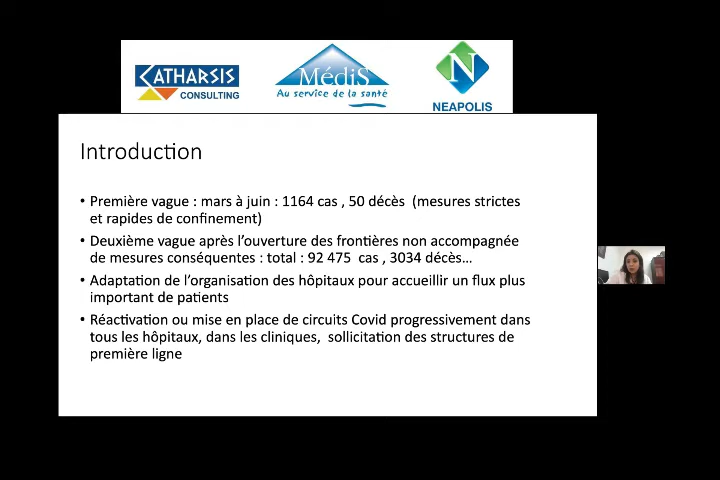 CATHARSIS
CONSULTING
MédiS
Au service de la santé
N
NEAPOLIS
Introduction
• Première vague : mars à juin : 1164 cas , 50 décès (mesures strictes
et rapides de confinement)
• Deuxième vague après l’ouverture des frontières non accompagnée
de mesures conséquentes : total : 92 475 cas , 3034 décès…
• Adaptation de l’organisation des hôpitaux pour accueillir un flux plus
important de patients
• Réactivation ou mise en place de circuits Covid progressivement dans
tous les hôpitaux, dans les cliniques, sollicitation des structures de
première ligne